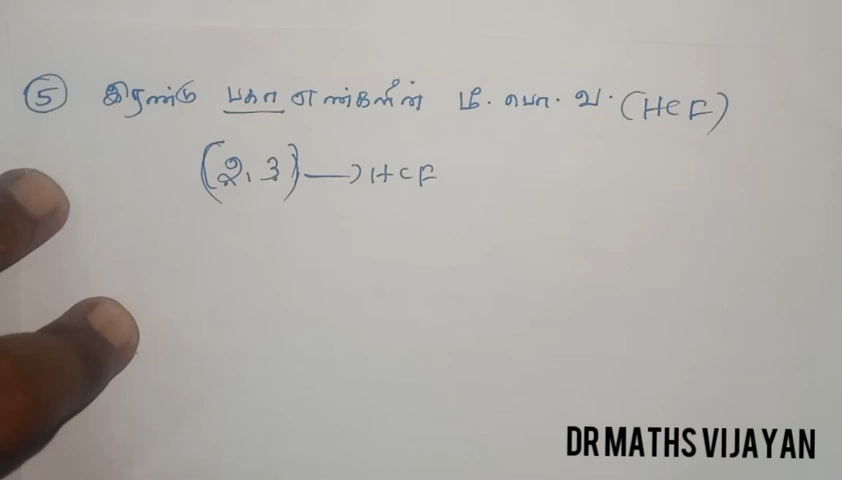 ⑤ இரண்டு பகா எண்களின் மீ. பொ. வ. (HCF)
(2, 3) → HCF
DR MATHS VIJAYAN